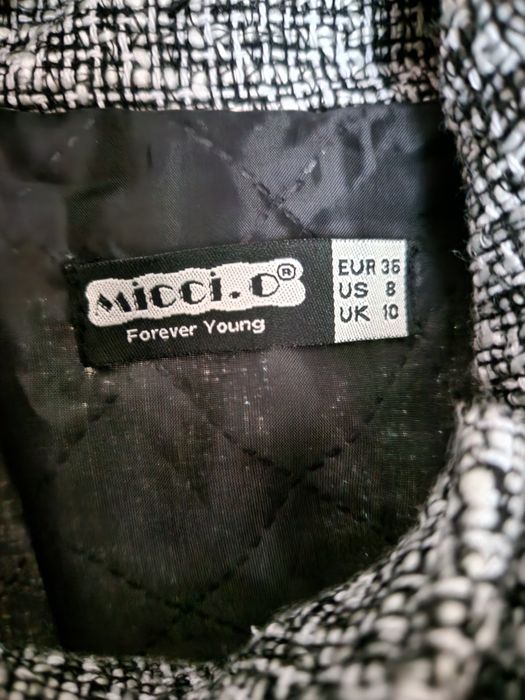 Micci.O®
Forever Young
EUR 36
US 8
UK 10